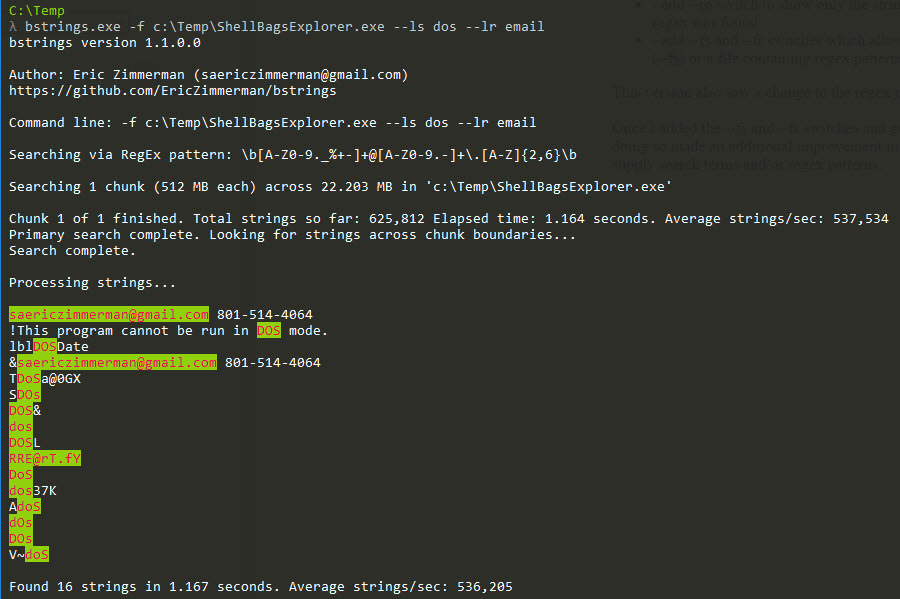 C:\Temp
λ bstrings.exe -f c:\Temp\ShellBagsExplorer.exe --ls dos --lr email
bstrings version 1.1.0.0
Author: Eric Zimmerman (saericzimmerman@gmail.com)
https://github.com/EricZimmerman/bstrings
Command line: -f c:\Temp\ShellBagsExplorer.exe --ls dos --lr email
Searching via RegEx pattern: \b[A-Z0-9._%+-]+@[A-Z0-9.-]+\.[A-Z]{2,6}\b
Searching 1 chunk (512 MB each) across 22.203 MB in 'c:\Temp\ShellBagsExplorer.exe'
Chunk 1 of 1 finished. Total strings so far: 625,812 Elapsed time: 1.164 seconds. Average strings/sec: 537,534
Primary search complete. Looking for strings across chunk boundaries...
Search complete.
Processing strings...
saericzimmerman@gmail.com 801-514-4064
!This program cannot be run in DOS mode.
lblDOSDate
&saericzimmerman@gmail.com 801-514-4064
TDoSa@0GX
SDOs
DOS&
dos
DOSL
RRE@rT.fY
DoS
dos37K
AdoS
dOs
DOs
V~doS
Found 16 strings in 1.167 seconds. Average strings/sec: 536,205